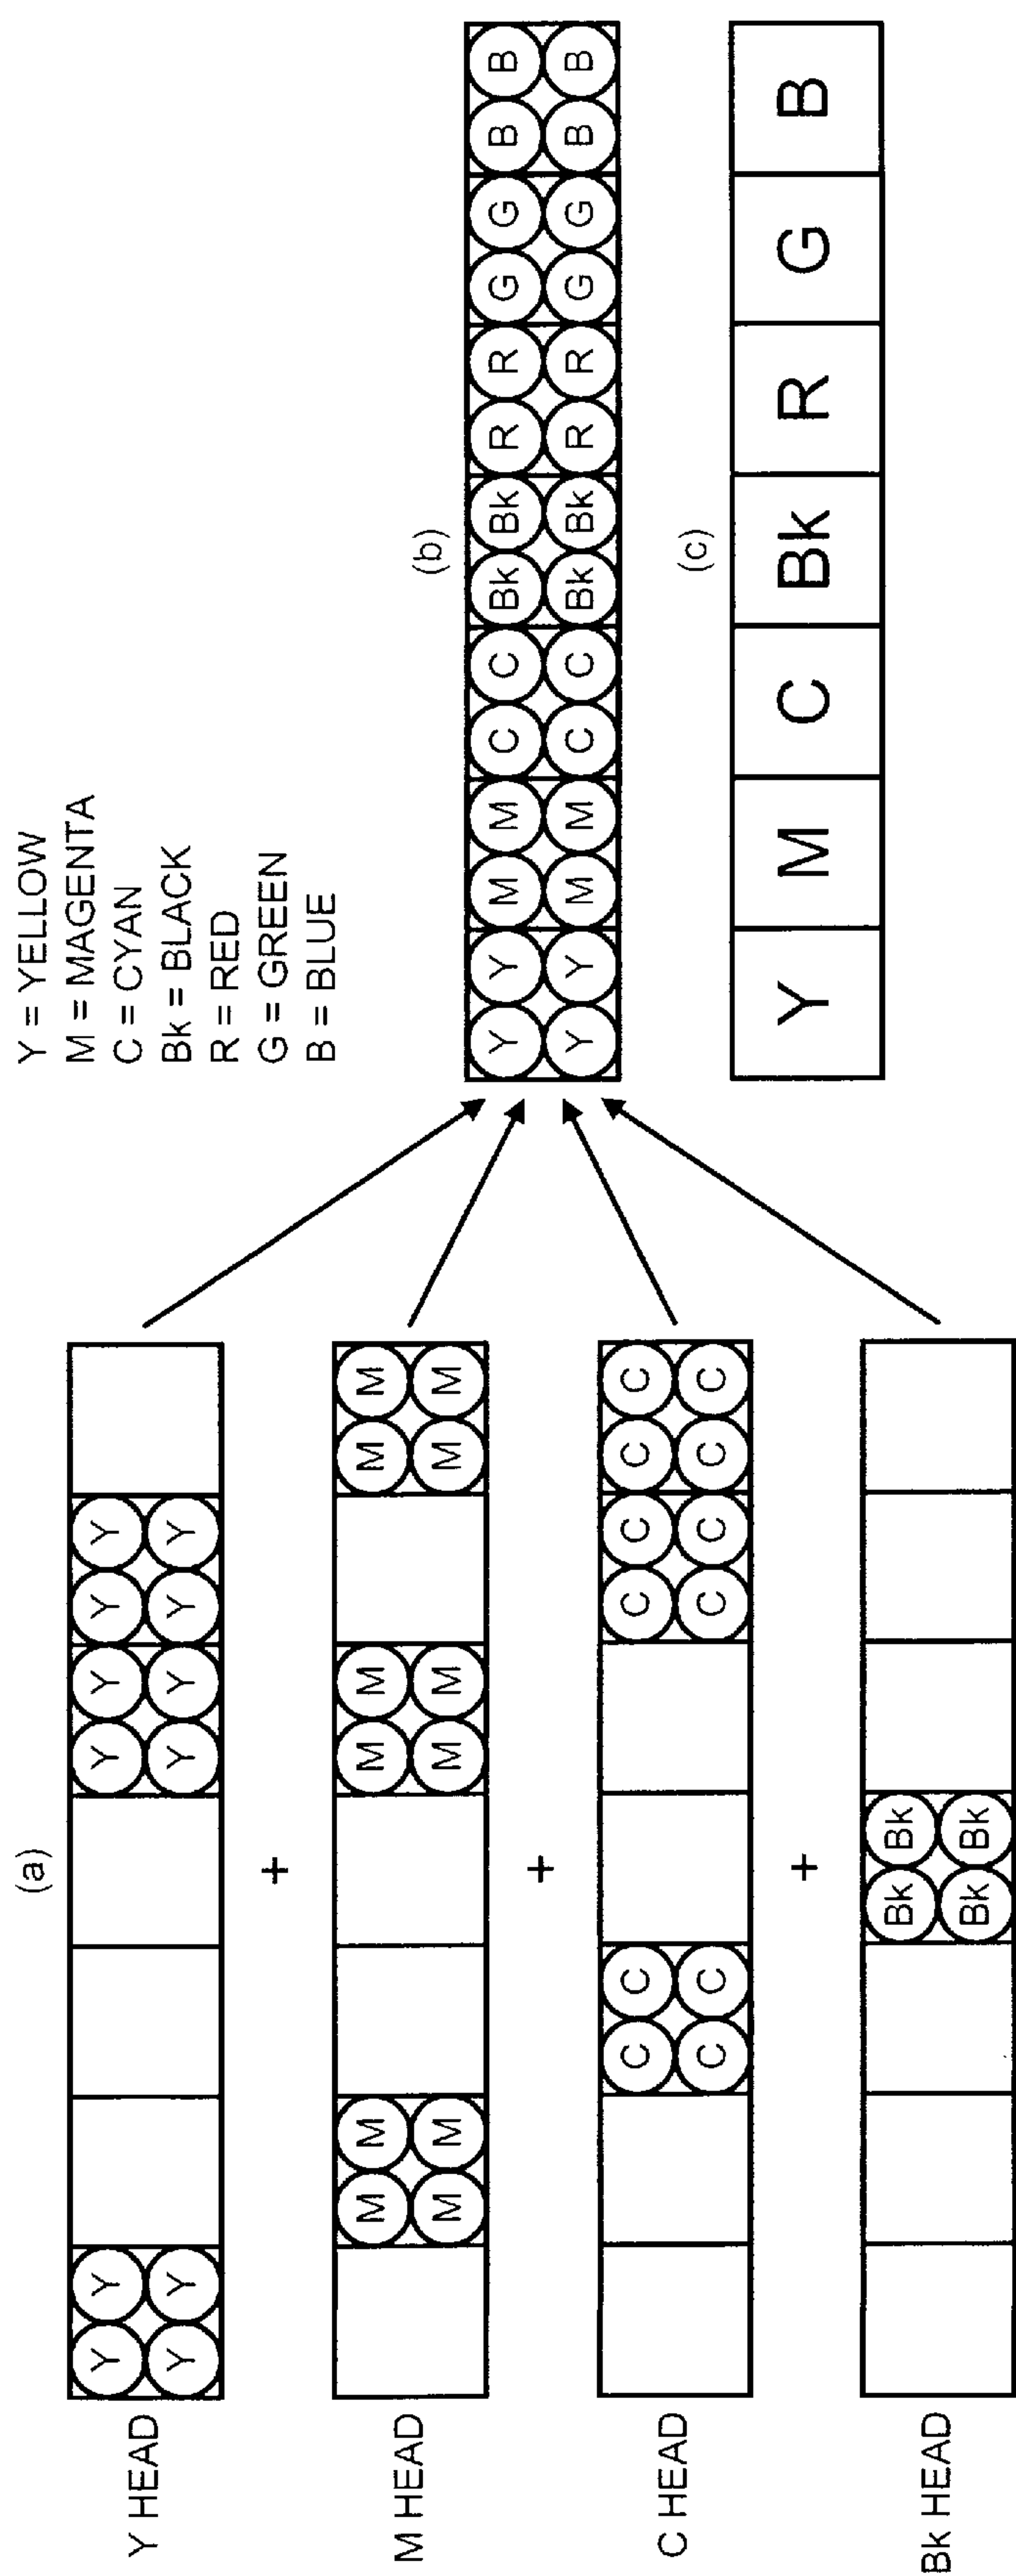 (a)
Y Y Y Y Y Y
Y HEAD
Y Y Y Y Y Y
+
M M M M M M
M HEAD
M M M M M M
+
C C C C C C
C HEAD
C C C C C C
+
Bk Bk
Bk HEAD
Bk Bk
Y = YELLOW
M = MAGENTA
C = CYAN
Bk = BLACK
R = RED
G = GREEN
B = BLUE
(b)
Y Y M M C C Bk Bk R R G G B B
Y Y M M C C Bk Bk R R G G B B
(c)
Y M C Bk R G B